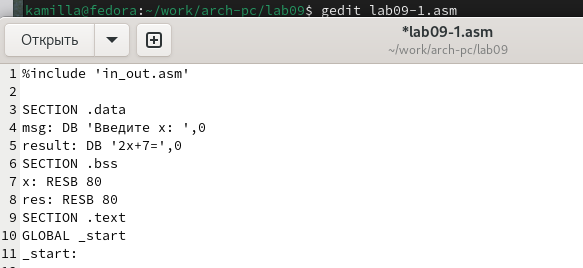 kamilla@fedora:~/work/arch-pc/lab09$ gedit lab09-1.asm
Открыть
*lab09-1.asm
~/work/arch-pc/lab09
1 %include 'in_out.asm'
2
3 SECTION .data
4 msg: DB 'Введите x: ',0
5 result: DB '2x+7=',0
6 SECTION .bss
7 x: RESB 80
8 res: RESB 80
9 SECTION .text
10 GLOBAL _start
11 _start: